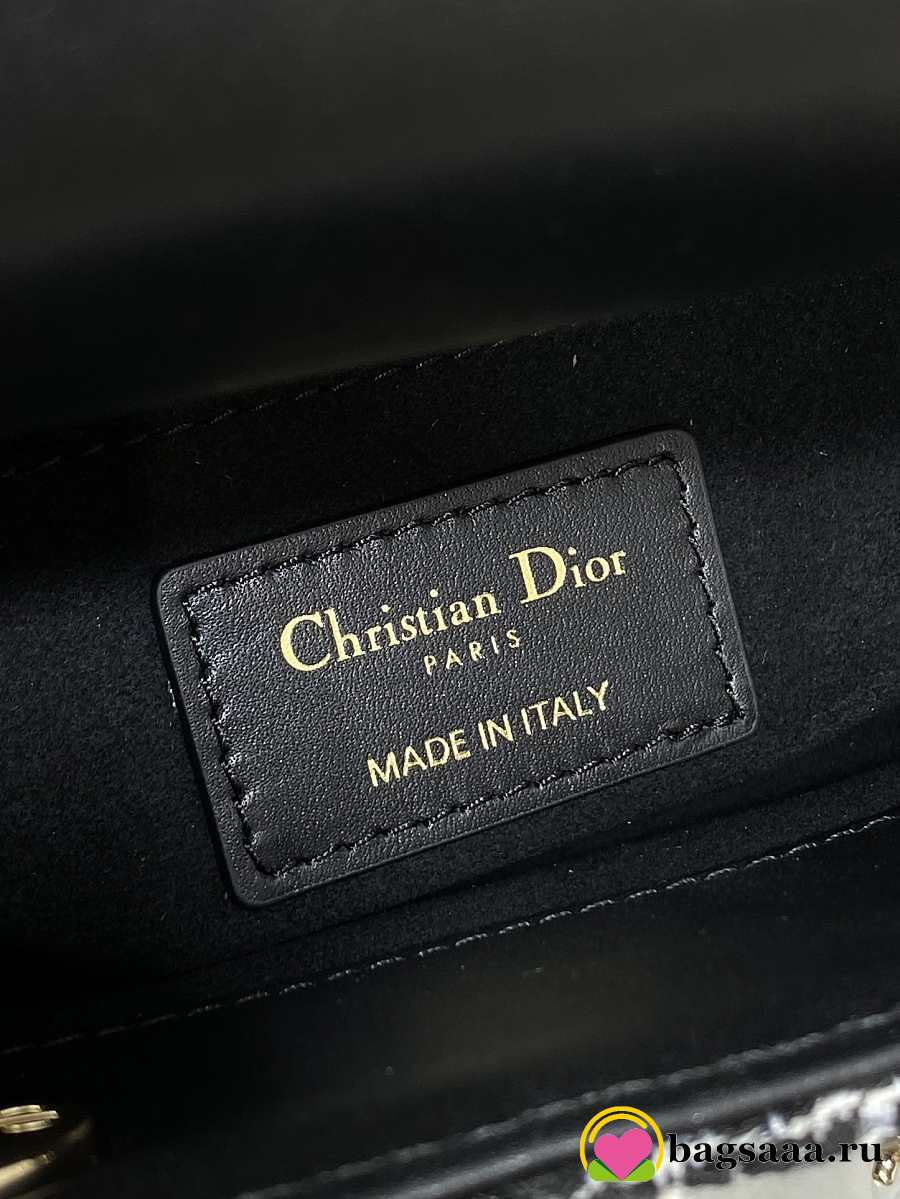 Christian Dior
PARIS
MADE IN ITALY
bagsaaa.ru